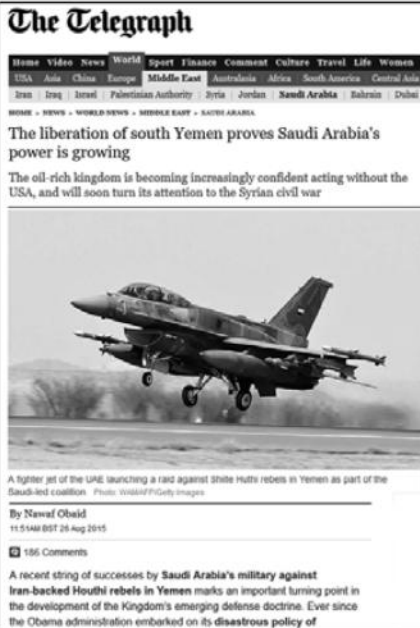 The Telegraph
Home Video News World Sport Finance Comment Culture Travel Life Women
USA Asia China Europe Middle East Australasia Africa South America Central Asia
Iran Iraq Israel Palestinian Authority Syria Jordan Saudi Arabia Bahrain Dubai
HOME » NEWS » WORLD NEWS » MIDDLE EAST » SAUDI ARABIA
The liberation of south Yemen proves Saudi Arabia's
power is growing
The oil-rich kingdom is becoming increasingly confident acting without the
USA, and will soon turn its attention to the Syrian civil war
A fighter jet of the UAE launching a raid against Shiite Huthi rebels in Yemen as part of the
Saudi-led coalition Photo: WAM/AFP/Getty Images
By Nawaf Obaid
11:51AM BST 26 Aug 2015
186 Comments
A recent string of successes by Saudi Arabia's military against
Iran-backed Houthi rebels in Yemen marks an important turning point in
the development of the Kingdom's emerging defense doctrine. Ever since
the Obama administration embarked on its disastrous policy of